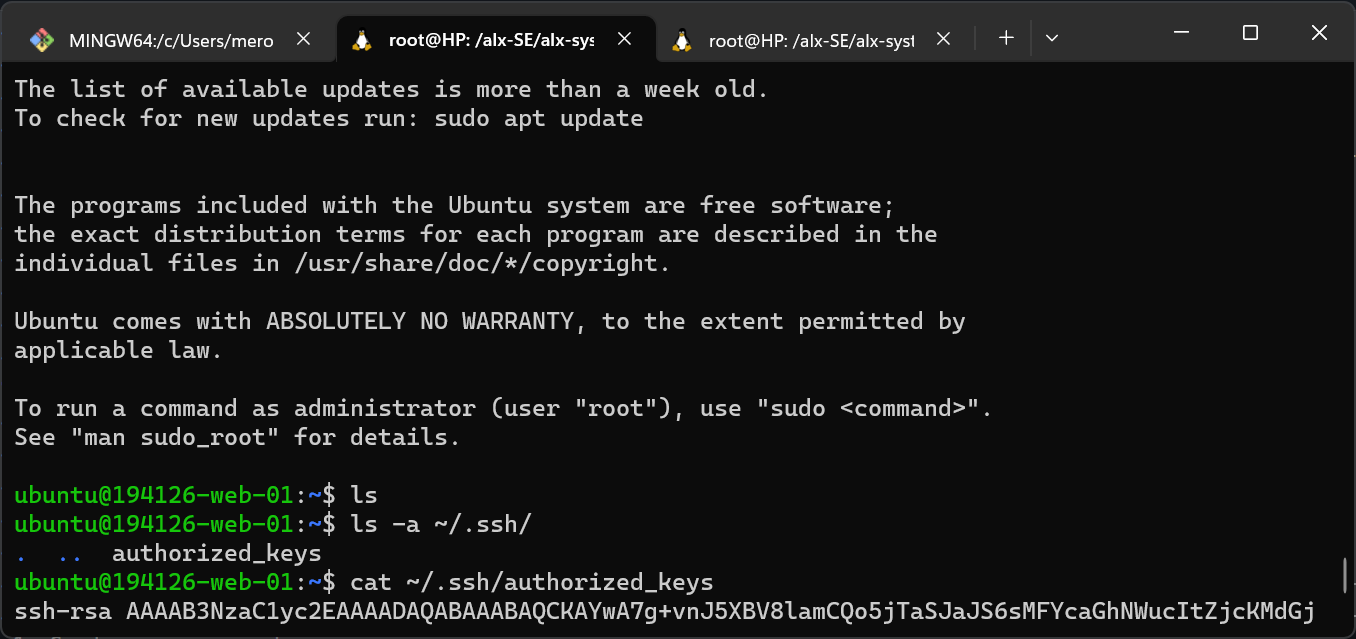 MINGW64:/c/Users/mero
root@HP: /alx-SE/alx-sys
root@HP: /alx-SE/alx-syst
The list of available updates is more than a week old.
To check for new updates run: sudo apt update
The programs included with the Ubuntu system are free software;
the exact distribution terms for each program are described in the
individual files in /usr/share/doc/*/copyright.
Ubuntu comes with ABSOLUTELY NO WARRANTY, to the extent permitted by
applicable law.
To run a command as administrator (user "root"), use "sudo <command>".
See "man sudo_root" for details.
ubuntu@194126-web-01:~$ ls
ubuntu@194126-web-01:~$ ls -a ~/.ssh/
.  ..  authorized_keys
ubuntu@194126-web-01:~$ cat ~/.ssh/authorized_keys
ssh-rsa AAAAB3NzaC1yc2EAAAADAQABAAABAQCKAYwA7g+vnJ5XBV8lamCQo5jTaSJaJS6sMFYcaGhNWucItZjcKMdGj